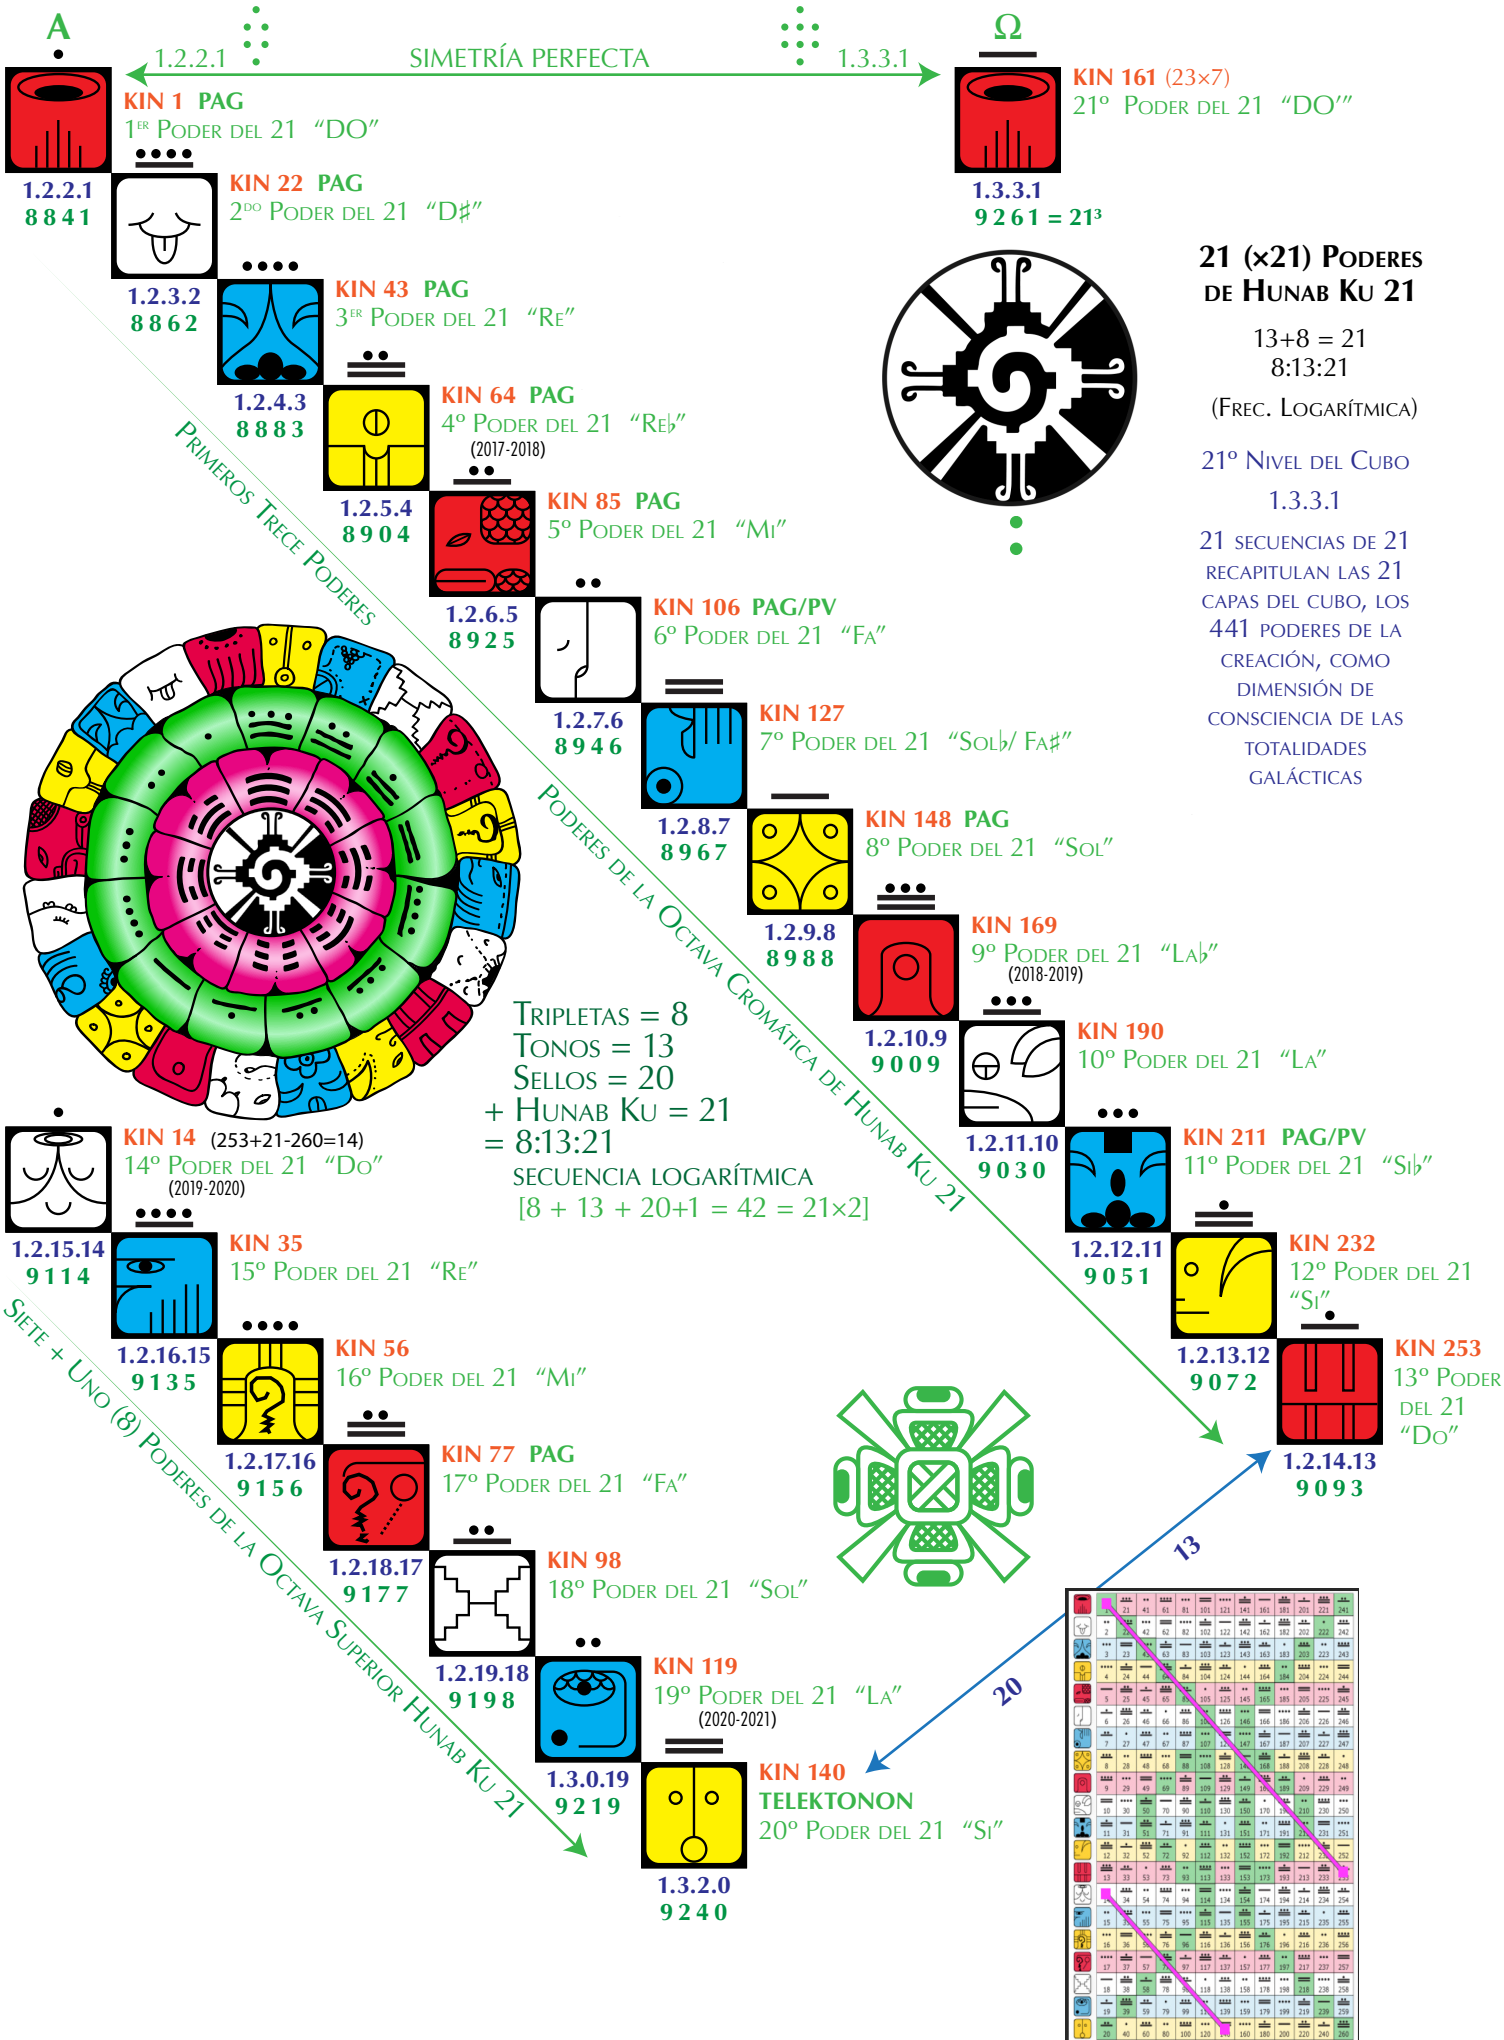 Α
1.2.2.1
SIMETRÍA PERFECTA
1.3.3.1
Ω
KIN 1 PAG
1ER PODER DEL 21 “DO”
1.2.2.1
8841
KIN 161 (23×7)
21º PODER DEL 21 “DO’”
1.3.3.1
9261 = 21³
KIN 22 PAG
2DO PODER DEL 21 “D♯”
1.2.3.2
8862
KIN 43 PAG
3ER PODER DEL 21 “RE”
1.2.4.3
8883
KIN 64 PAG
4º PODER DEL 21 “RE♭”
(2017-2018)
1.2.5.4
8904
KIN 85 PAG
5º PODER DEL 21 “MI”
1.2.6.5
8925
KIN 106 PAG/PV
6º PODER DEL 21 “FA”
1.2.7.6
8946
KIN 127
7º PODER DEL 21 “SOL♭/ FA♯”
1.2.8.7
8967
KIN 148 PAG
8º PODER DEL 21 “SOL”
1.2.9.8
8988
KIN 169
9º PODER DEL 21 “LA♭”
(2018-2019)
1.2.10.9
9009
KIN 190
10º PODER DEL 21 “LA”
1.2.11.10
9030
KIN 211 PAG/PV
11º PODER DEL 21 “SI♭”
1.2.12.11
9051
KIN 232
12º PODER DEL 21
“SI”
1.2.13.12
9072
KIN 253
13º PODER
DEL 21
“DO”
1.2.14.13
9093
21 (×21) PODERES
DE HUNAB KU 21
13+8 = 21
8:13:21
(FREC. LOGARÍTMICA)
21º NIVEL DEL CUBO
1.3.3.1
21 SECUENCIAS DE 21
RECAPITULAN LAS 21
CAPAS DEL CUBO, LOS
441 PODERES DE LA
CREACIÓN, COMO
DIMENSIÓN DE
CONSCIENCIA DE LAS
TOTALIDADES
GALÁCTICAS
PRIMEROS TRECE PODERES
PODERES DE LA OCTAVA CROMÁTICA DE HUNAB KU 21
TRIPLETAS = 8
TONOS = 13
SELLOS = 20
+ HUNAB KU = 21
= 8:13:21
SECUENCIA LOGARÍTMICA
[8 + 13 + 20+1 = 42 = 21×2]
KIN 14 (253+21-260=14)
14º PODER DEL 21 “DO”
(2019-2020)
1.2.15.14
9114
KIN 35
15º PODER DEL 21 “RE”
1.2.16.15
9135
KIN 56
16º PODER DEL 21 “MI”
1.2.17.16
9156
KIN 77 PAG
17º PODER DEL 21 “FA”
1.2.18.17
9177
KIN 98
18º PODER DEL 21 “SOL”
1.2.19.18
9198
KIN 119
19º PODER DEL 21 “LA”
(2020-2021)
1.3.0.19
9219
KIN 140
TELEKTONON
20º PODER DEL 21 “SI”
1.3.2.0
9240
SIETE + UNO (8) PODERES DE LA OCTAVA SUPERIOR HUNAB KU 21
13
20